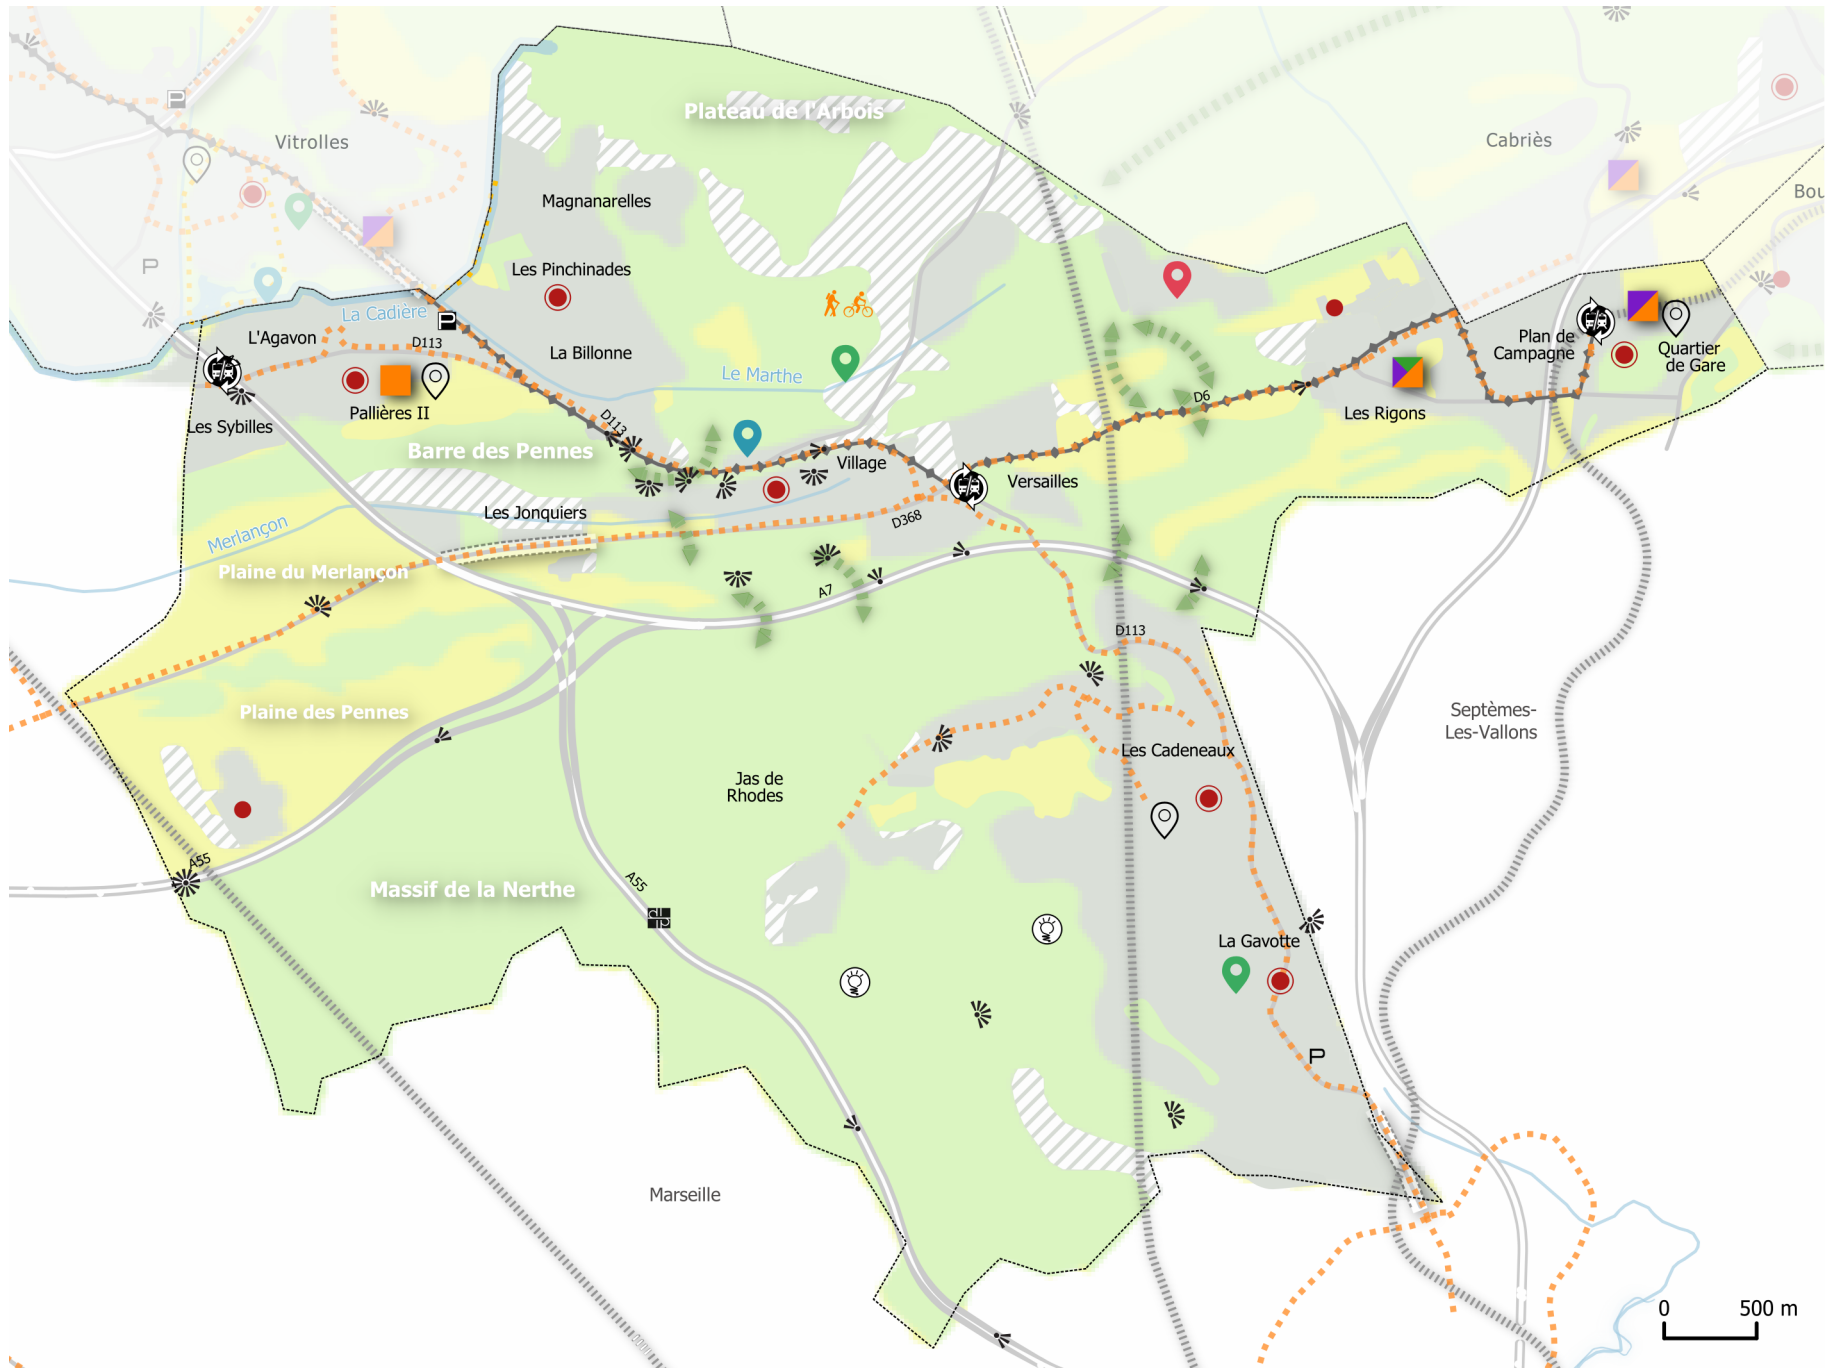 Plateau de l'Arbois
Vitrolles
Cabriès
Bou
P
P
Magnanarelles
Les Pinchinades
La Cadière
P
L'Agavon
D113
La Billonne
Le Marthe
Plan de
Campagne
Quartier
de Gare
D6
Pallières II
Les Rigons
Les Sybilles
D113
Barre des Pennes
Village
Versailles
Les Jonquiers
D368
Merlançon
Plaine du Merlançon
A7
D113
Plaine des Pennes
Septèmes-
Les-Vallons
Les Cadeneaux
Jas de
Rhodes
A55
A55
Massif de la Nerthe
La Gavotte
P
Marseille
0 500 m